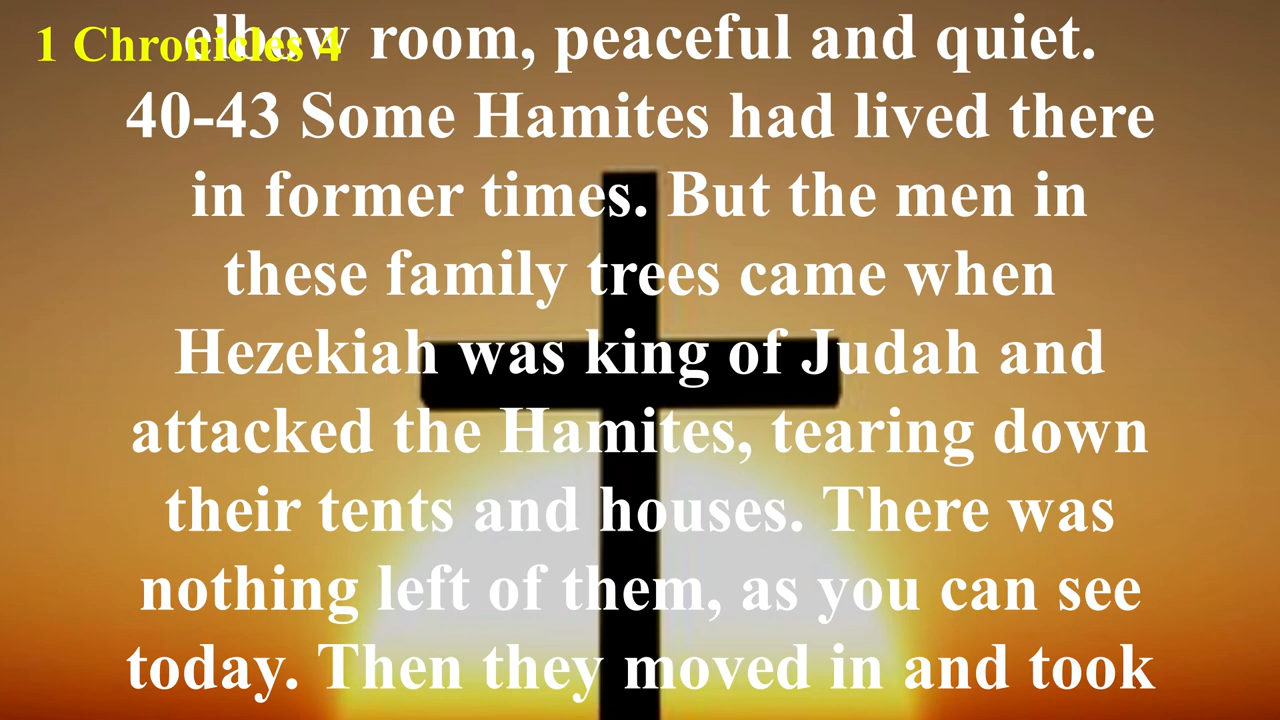 1 Chronicles 4
elbow room, peaceful and quiet.
40-43 Some Hamites had lived there
in former times. But the men in
these family trees came when
Hezekiah was king of Judah and
attacked the Hamites, tearing down
their tents and houses. There was
nothing left of them, as you can see
today. Then they moved in and took